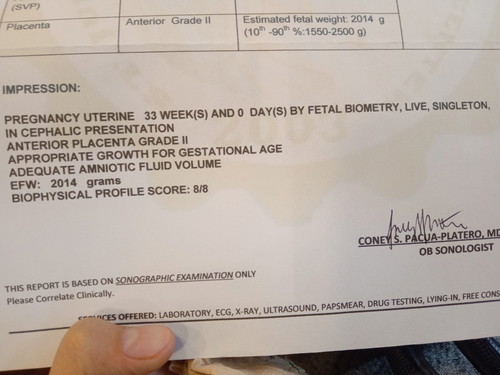 (SVP)
Placenta
Anterior Grade II
Estimated fetal weight: 2014 g
(10th -90th %:1550-2500 g)
IMPRESSION:
PREGNANCY UTERINE 33 WEEK(S) AND 0 DAY(S) BY FETAL BIOMETRY, LIVE, SINGLETON,
IN CEPHALIC PRESENTATION
ANTERIOR PLACENTA GRADE II
APPROPRIATE GROWTH FOR GESTATIONAL AGE
ADEQUATE AMNIOTIC FLUID VOLUME
EFW: 2014 grams
BIOPHYSICAL PROFILE SCORE: 8/8
CONEY S. PACUA-PLATERO, MD
OB SONOLOGIST
THIS REPORT IS BASED ON SONOGRAPHIC EXAMINATION ONLY
Please Correlate Clinically.
SERVICES OFFERED: LABORATORY, ECG, X-RAY, ULTRASOUND, PAPSMEAR, DRUG TESTING, LYING-IN, FREE CONS